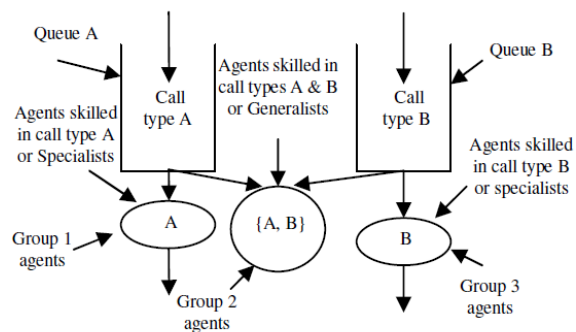 Queue A
Call
type A
Agents skilled in
call types A & B
or Generalists
Call
type B
Queue B
Agents skilled
in call type A
or Specialists
Agents skilled
in call type B
or specialists
A
{A, B}
B
Group 1
agents
Group 2
agents
Group 3
agents